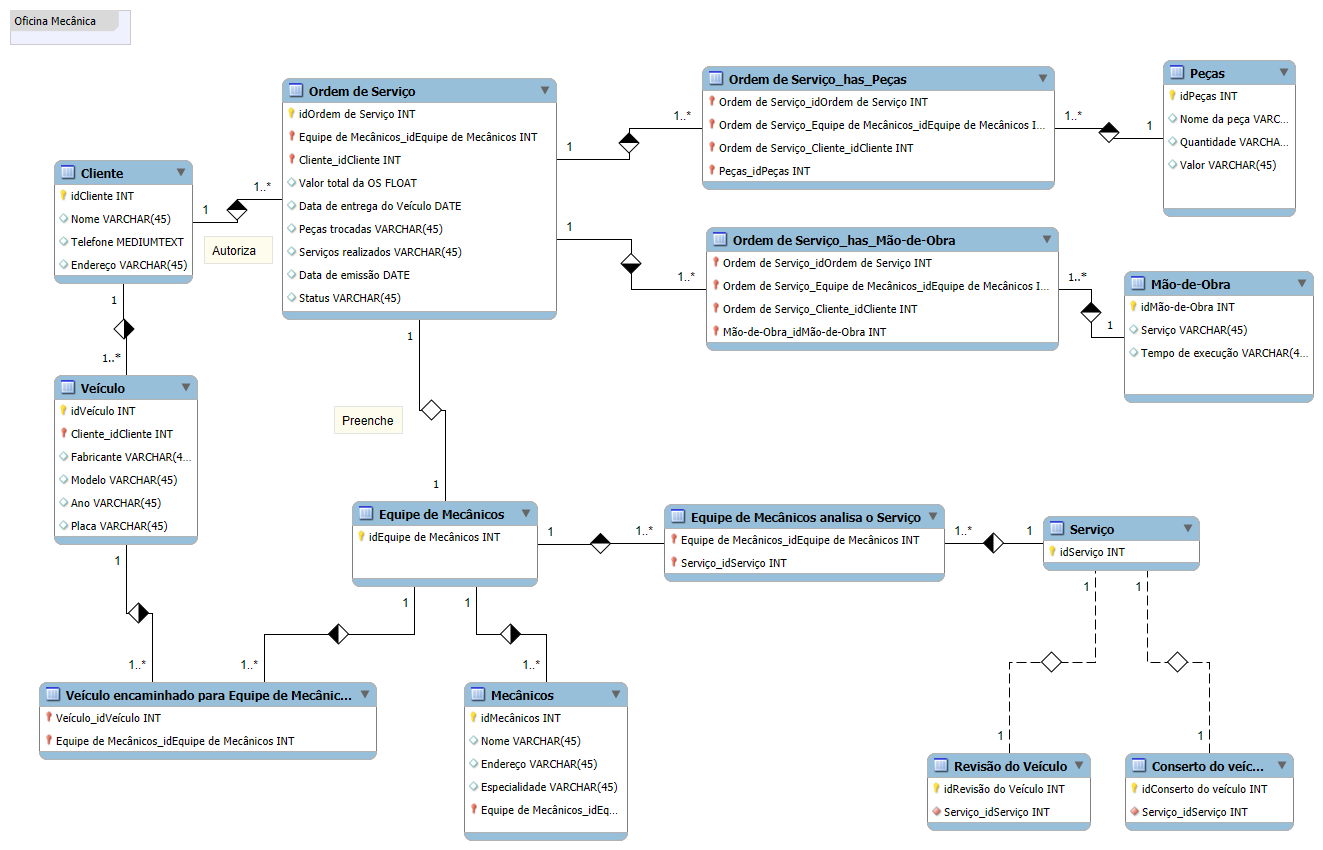 Oficina Mecânica
Cliente
idCliente INT
Nome VARCHAR(45)
Telefone MEDIUMTEXT
Endereço VARCHAR(45)
1
1..*
Autoriza
Ordem de Serviço
idOrdem de Serviço INT
Equipe de Mecânicos_idEquipe de Mecânicos INT
Cliente_idCliente INT
Valor total da OS FLOAT
Data de entrega do Veículo DATE
Peças trocadas VARCHAR(45)
Serviços realizados VARCHAR(45)
Data de emissão DATE
Status VARCHAR(45)
1
1..*
Ordem de Serviço_has_Peças
Ordem de Serviço_idOrdem de Serviço INT
Ordem de Serviço_Equipe de Mecânicos_idEquipe de Mecânicos I...
Ordem de Serviço_Cliente_idCliente INT
Peças_idPeças INT
1..*
1
Peças
idPeças INT
Nome da peça VARC...
Quantidade VARCHA...
Valor VARCHAR(45)
1
1..*
Ordem de Serviço_has_Mão-de-Obra
Ordem de Serviço_idOrdem de Serviço INT
Ordem de Serviço_Equipe de Mecânicos_idEquipe de Mecânicos I...
Ordem de Serviço_Cliente_idCliente INT
Mão-de-Obra_idMão-de-Obra INT
1..*
1
Mão-de-Obra
idMão-de-Obra INT
Serviço VARCHAR(45)
Tempo de execução VARCHAR(4...
1
1..*
Veículo
idVeículo INT
Cliente_idCliente INT
Fabricante VARCHAR(4...
Modelo VARCHAR(45)
Ano VARCHAR(45)
Placa VARCHAR(45)
1
Preenche
1
Equipe de Mecânicos
idEquipe de Mecânicos INT
1
1..*
Equipe de Mecânicos analisa o Serviço
Equipe de Mecânicos_idEquipe de Mecânicos INT
Serviço_idServiço INT
1..*
1
Serviço
idServiço INT
1
1..*
1
1..*
Veículo encaminhado para Equipe de Mecânic...
Veículo_idVeículo INT
Equipe de Mecânicos_idEquipe de Mecânicos INT
1
1..*
Mecânicos
idMecânicos INT
Nome VARCHAR(45)
Endereço VARCHAR(45)
Especialidade VARCHAR(45)
Equipe de Mecânicos_idEq...
1
1
Revisão do Veículo
idRevisão do Veículo INT
Serviço_idServiço INT
1
1
Conserto do veíc...
idConserto do veículo INT
Serviço_idServiço INT